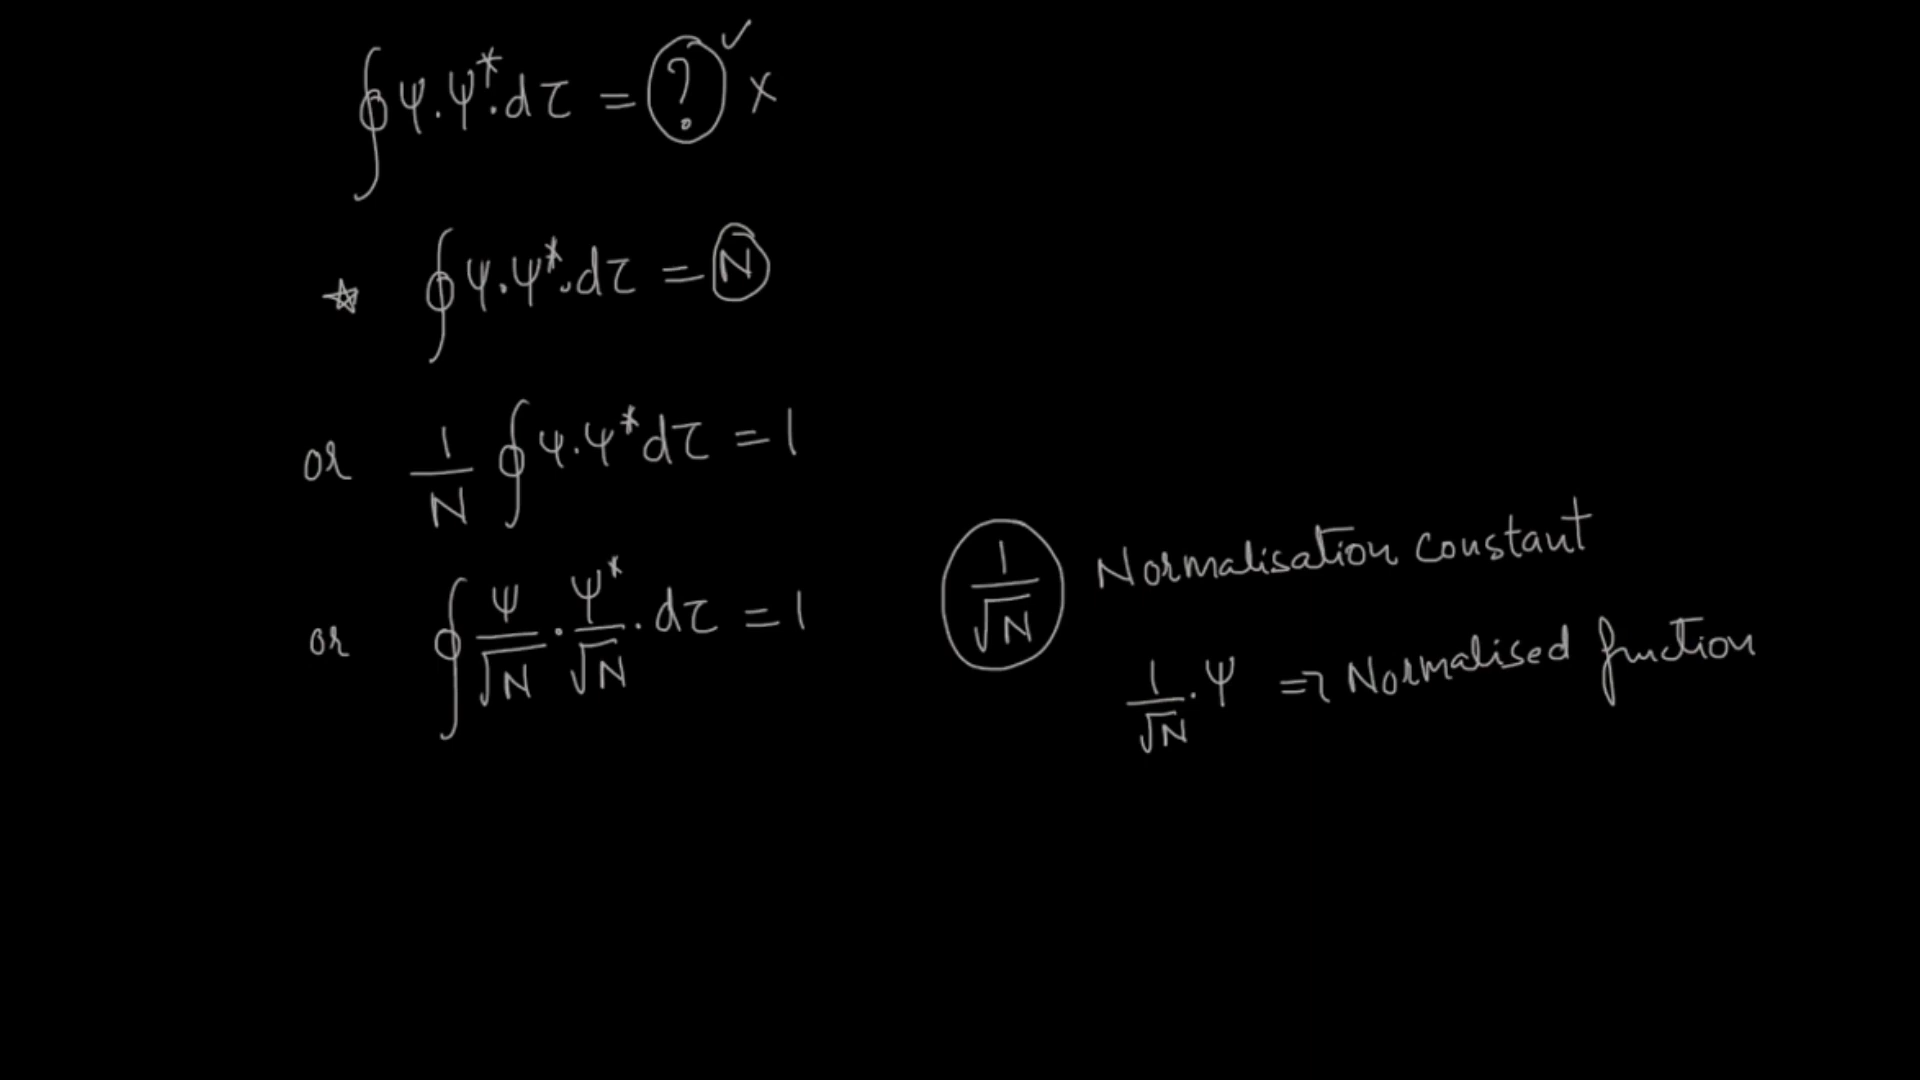 ∮ψ.ψ*.dτ = ? ✓ x
☆ ∮ψ.ψ*.dτ = N
or 1/N ∮ψ.ψ*dτ = 1
or ∮ψ/√N . ψ*/√N . dτ = 1
1/√N Normalisation constant
1/√N . ψ => Normalised function